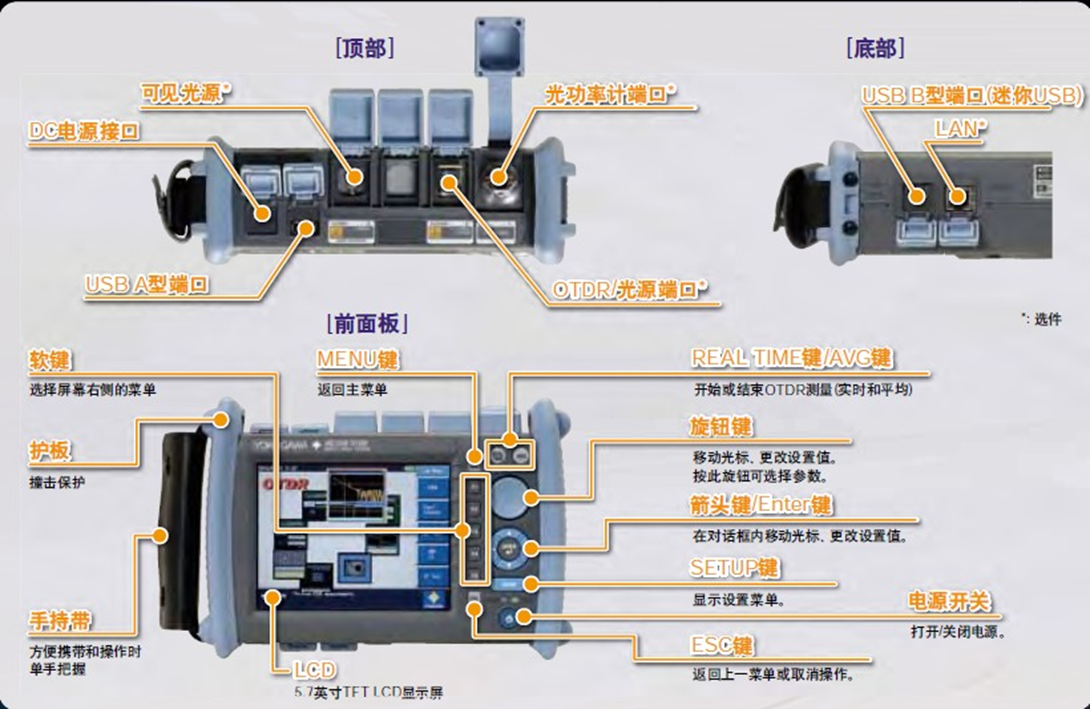 [顶部]
[底部]
可见光源*
光功率计端口*
USB B型端口(迷你USB)
DC电源接口
LAN*
USB A型端口
OTDR/光源端口*
*: 选件
[前面板]
软键
选择屏幕右侧的菜单
MENU键
返回主菜单
REAL TIME键/AVG键
开始或结束OTDR测量(实时和平均)
护板
撞击保护
旋钮键
移动光标、更改设置值。
按此旋钮可选择参数。
箭头键/Enter键
在对话框内移动光标、更改设置值。
SETUP键
显示设置菜单。
手持带
方便携带和操作时
单手把握
电源开关
打开/关闭电源。
ESC键
返回上一菜单或取消操作。
LCD
5.7英寸TFT LCD显示屏
YOKOGAWA
OTDR